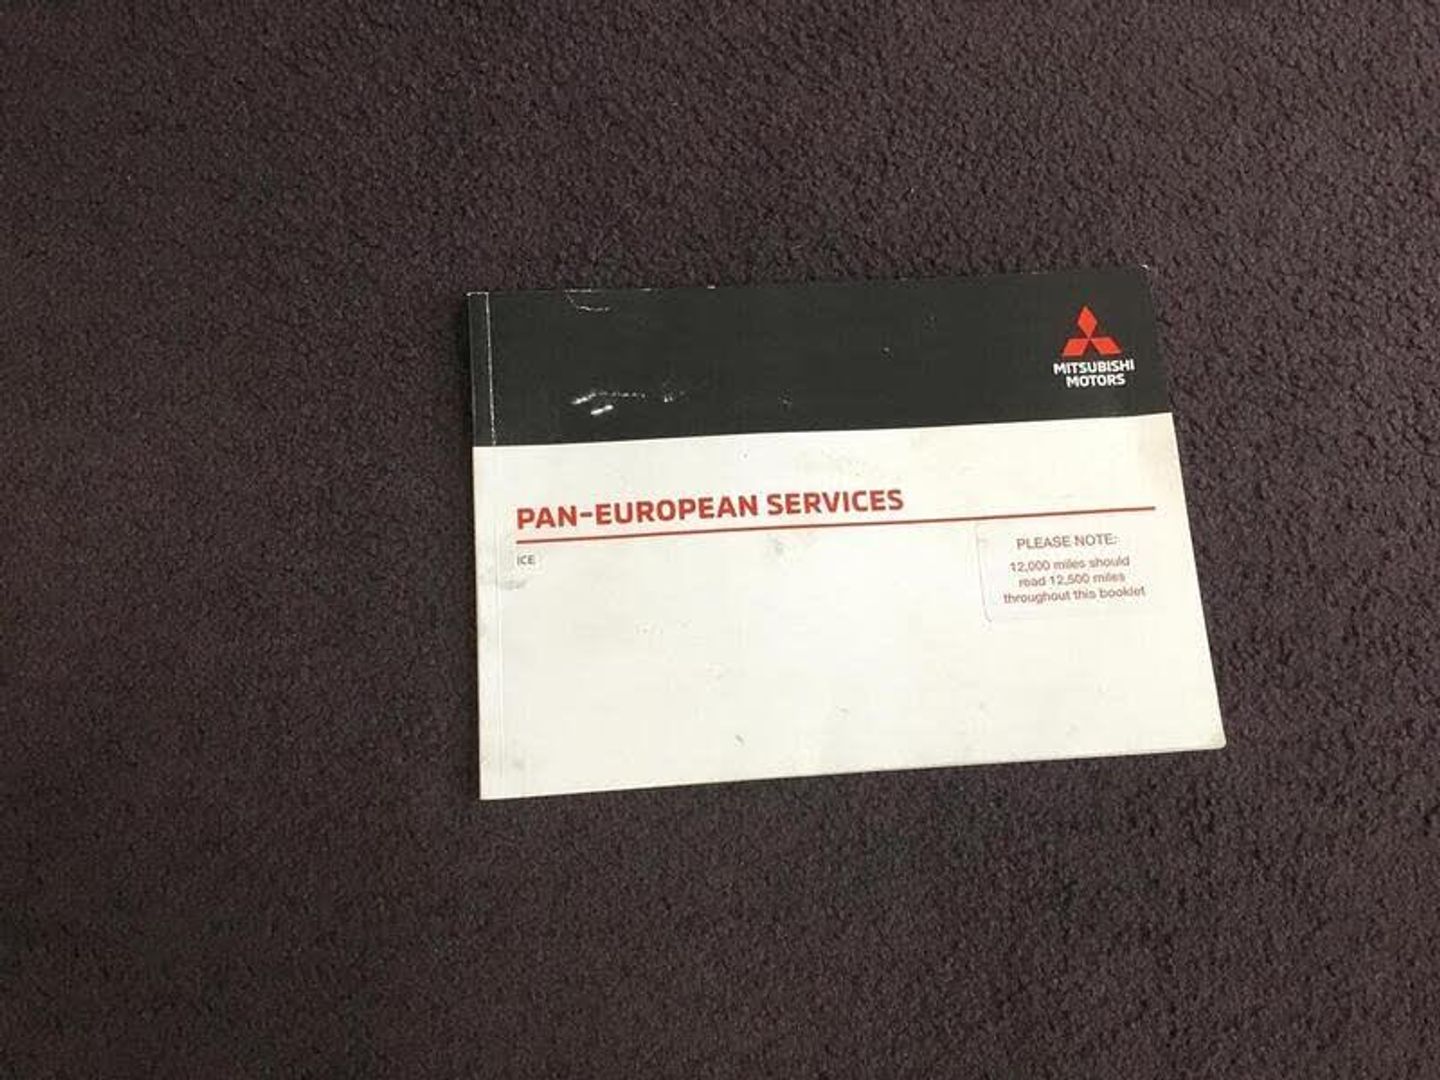 MITSUBISHI
MOTORS
PAN-EUROPEAN SERVICES
ICE
PLEASE NOTE:
12,000 miles should
read 12,500 miles
throughout this booklet